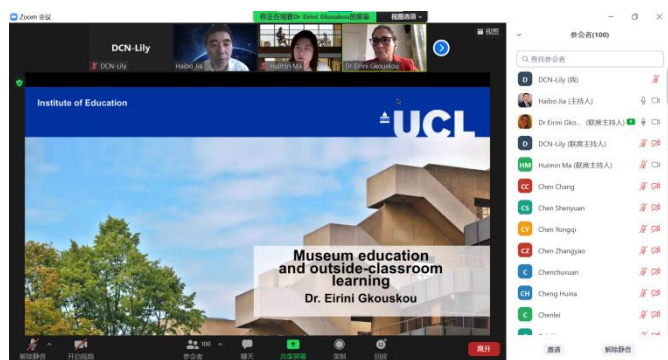 Zoom 会议
你正在观看Dr Eirini Gkouskou的屏幕
视图选项
视图
DCN-Lily
DCN-Lily
Haibo Jia
Huimin Ma
Dr Eirini Gkouskou
Institute of Education
UCL
Museum education
and outside-classroom
learning
Dr. Eirini Gkouskou
解除静音
开启视频
100
参会者
聊天
共享屏幕
录制
回应
离开
参会者(100)
查找参会者
D DCN-Lily (我)
Haibo Jia (主持人)
Dr Eirini Gko... (联席主持人)
D DCN-Lily (联席主持人)
HM Huimin Ma (联席主持人)
CC Chen Chang
CS Chen Shenyuan
CY Chen Yongqi
CZ Chen Zhangyao
C Chenchuxuan
CH Cheng Huina
C Chenlei
邀请
解除静音